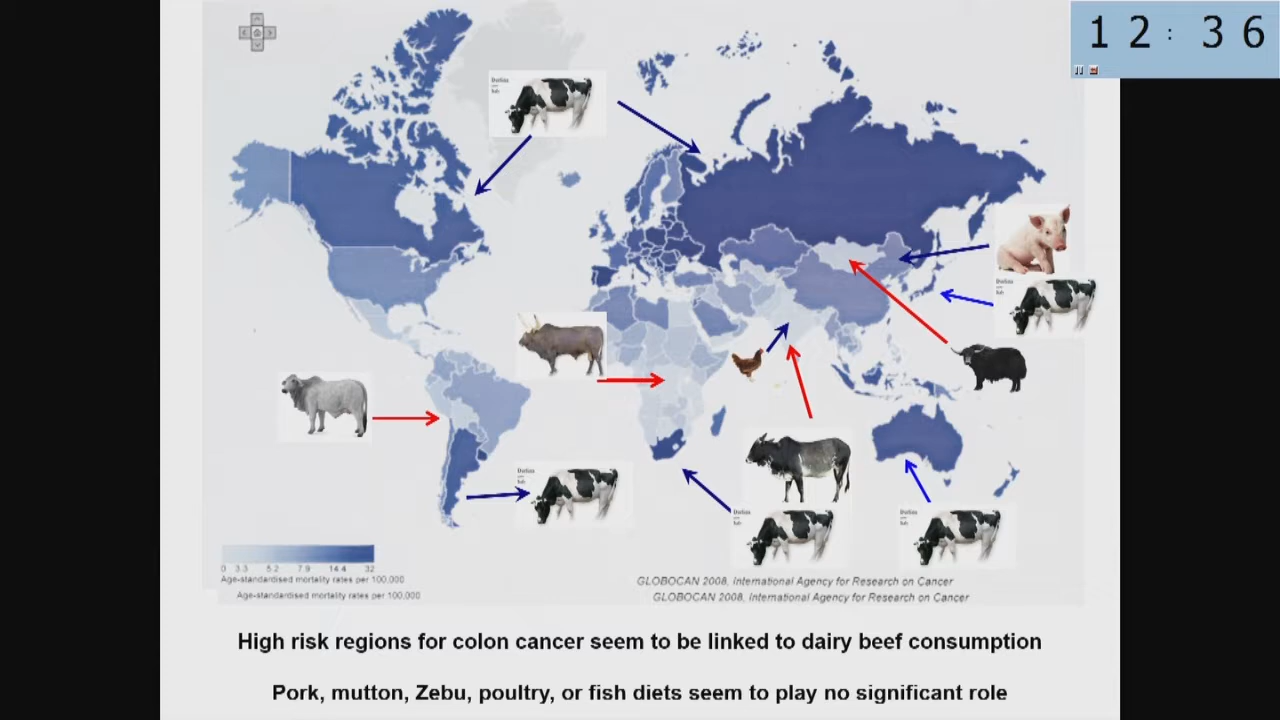 12:36
0 3.3 5.2 7.9 14.4 32
Age-standardised mortality rates per 100,000
Age-standardised mortality rates per 100,000
GLOBOCAN 2008, International Agency for Research on Cancer
GLOBOCAN 2008, International Agency for Research on Cancer
High risk regions for colon cancer seem to be linked to dairy beef consumption
Pork, mutton, Zebu, poultry, or fish diets seem to play no significant role